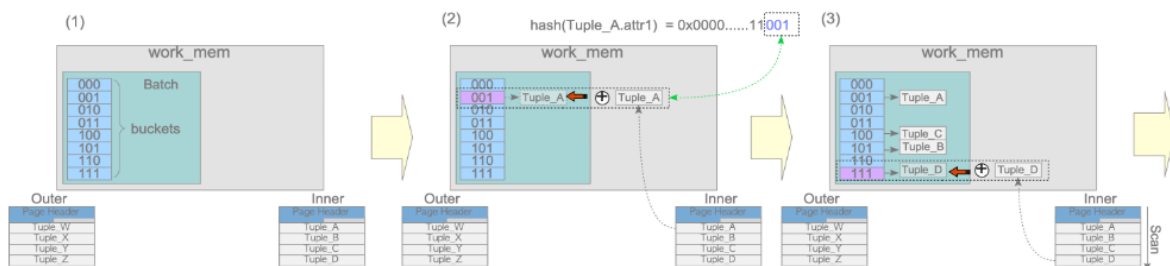 (1)
work_mem
Batch
000
001
010
011
100
101
110
111
buckets
Outer
Page Header
Tuple_W
Tuple_X
Tuple_Y
Tuple_Z
Inner
Page Header
Tuple_A
Tuple_B
Tuple_C
Tuple_D
(2)
hash(Tuple_A.attr1) = 0x0000......11001
work_mem
000
001
010
011
100
101
110
111
Tuple_A
Tuple_A
Outer
Page Header
Tuple_W
Tuple_X
Tuple_Y
Tuple_Z
Inner
Page Header
Tuple_A
Tuple_B
Tuple_C
Tuple_D
(3)
work_mem
000
001
010
011
100
101
110
111
Tuple_A
Tuple_C
Tuple_B
Tuple_D
Tuple_D
Outer
Page Header
Tuple_W
Tuple_X
Tuple_Y
Tuple_Z
Inner
Page Header
Tuple_A
Tuple_B
Tuple_C
Tuple_D
Scan